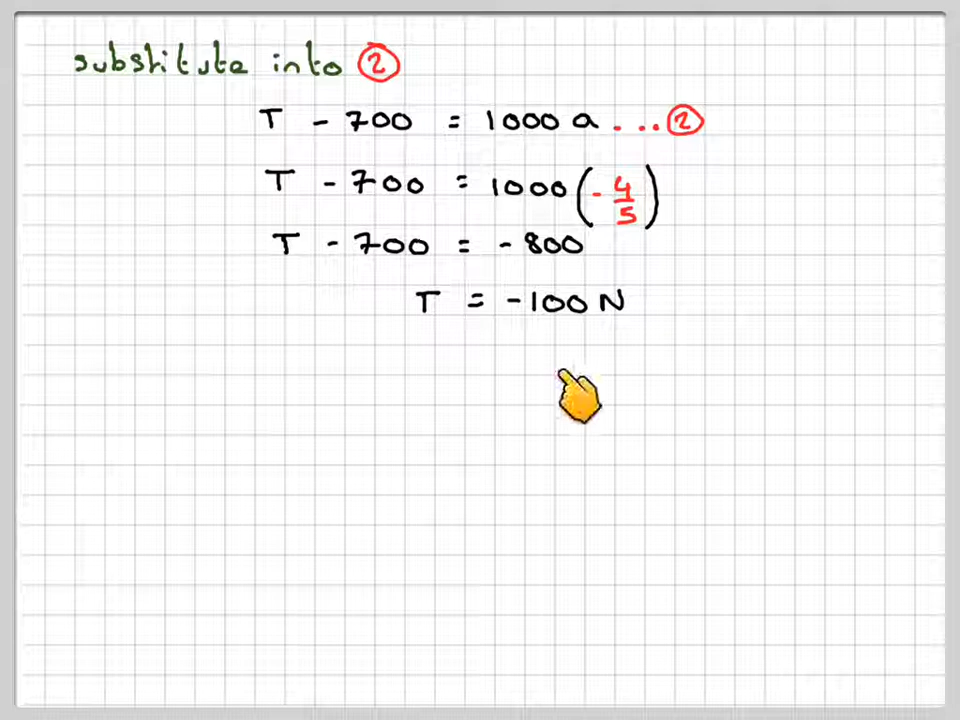 substitute into ②
T - 700 = 1000 a ... ②
T - 700 = 1000 (- 4/5)
T - 700 = - 800
T = - 100 N